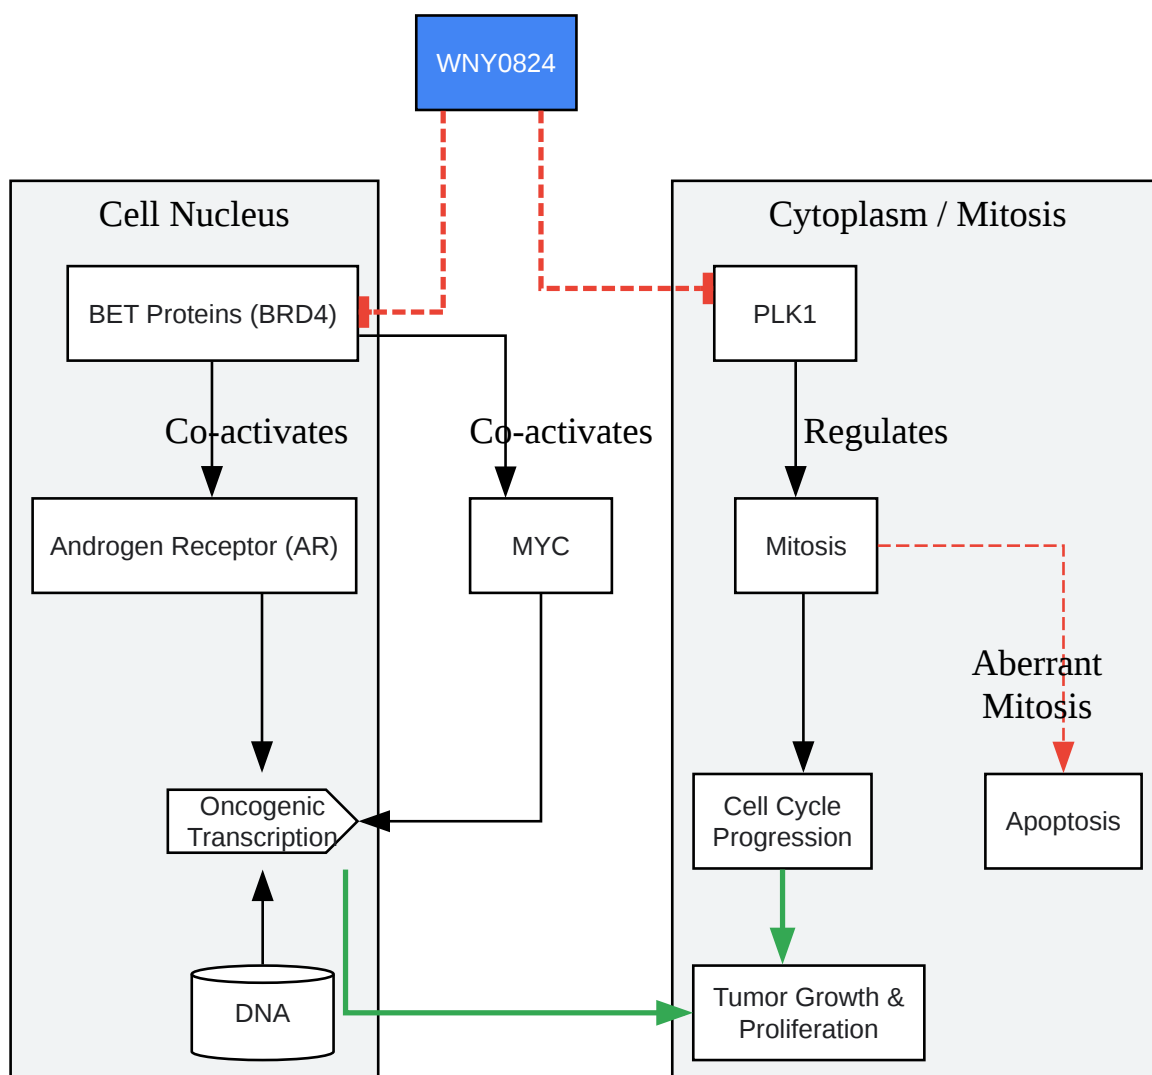 WNY0824
Cell Nucleus
Cytoplasm / Mitosis
BET Proteins (BRD4)
PLK1
Co-activates
Co-activates
Regulates
Androgen Receptor (AR)
MYC
Mitosis
Aberrant
Mitosis
Oncogenic
Transcription
Cell Cycle
Progression
Apoptosis
DNA
Tumor Growth &
Proliferation